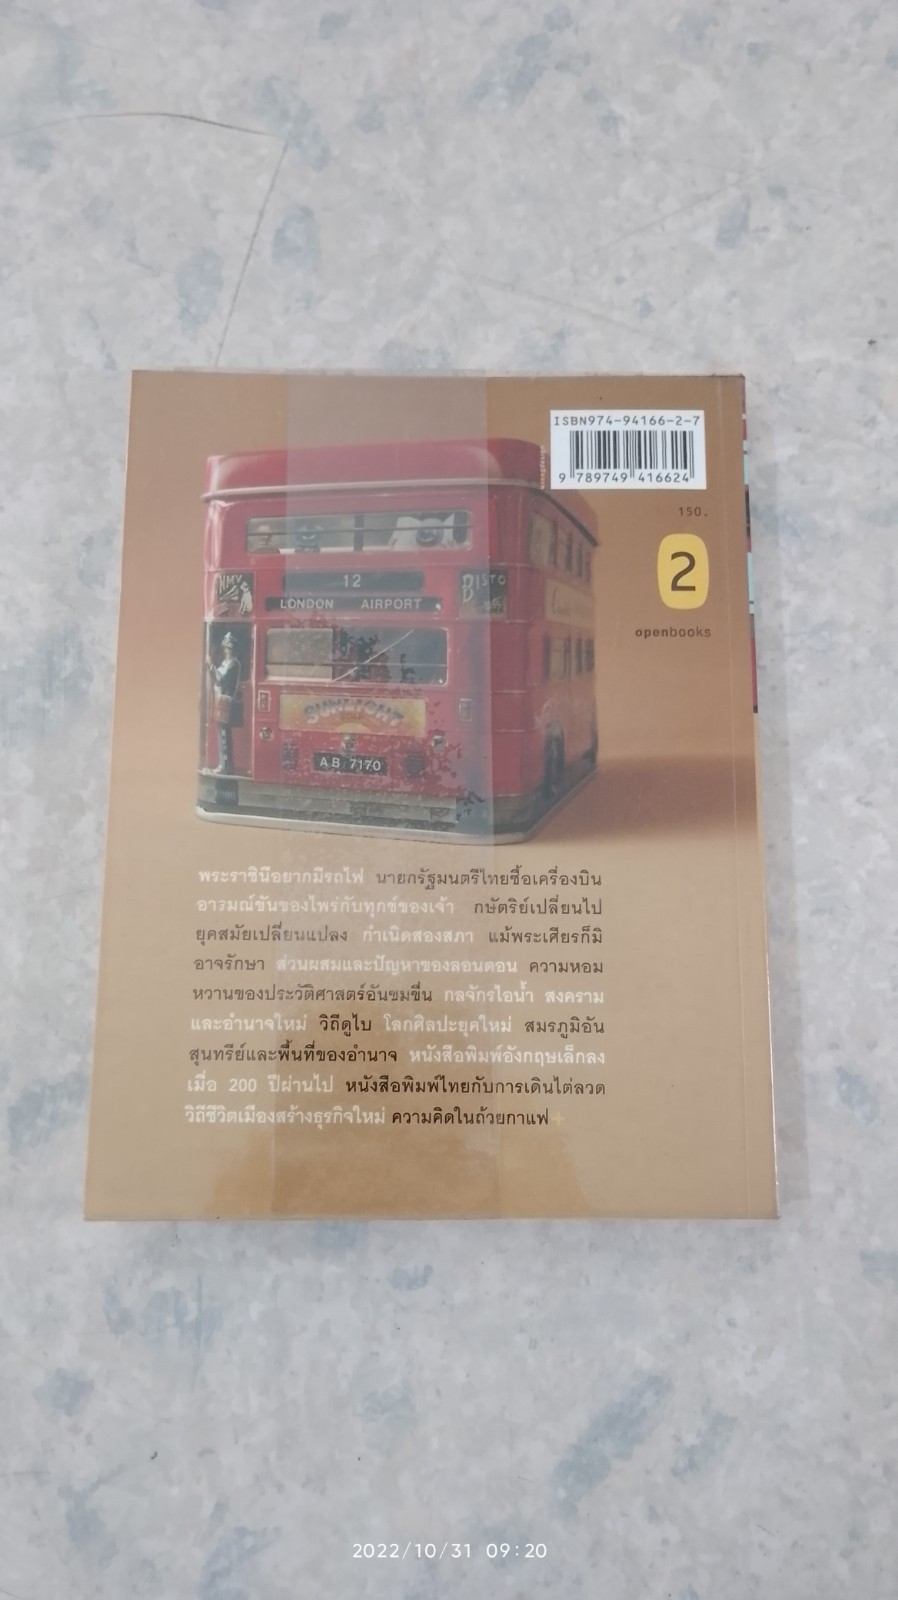 ISBN974-94166-2-7
9 789749 416624
150.
2
openbooks
12
LONDON AIRPORT
BISTO
SUNLIGHT
AB 7170
พระราชินีอยากมีรถไฟ นายกรัฐมนตรีไทยซื้อเครื่องบิน
อารมณ์ขันของไพร่กับทุกข์ของเจ้า กษัตริย์เปลี่ยนไป
ยุคสมัยเปลี่ยนแปลง กำเนิดสองสภา แม้พระเศียรก็มิ
อาจรักษา ส่วนผสมและปัญหาของลอนดอน ความหอม
หวานของประวัติศาสตร์อันขมขื่น กลจักรไอน้ำ สงคราม
และอำนาจใหม่ วิถีดูไบ โลกศิลปะยุคใหม่ สมรภูมิอัน
สุนทรีย์และพื้นที่ของอำนาจ หนังสือพิมพ์อังกฤษเล็กลง
เมื่อ 200 ปีผ่านไป หนังสือพิมพ์ไทยกับการเดินไต่ลวด
วิถีชีวิตเมืองสร้างธุรกิจใหม่ ความคิดในถ้วยกาแฟ+
2022/10/31 09:20